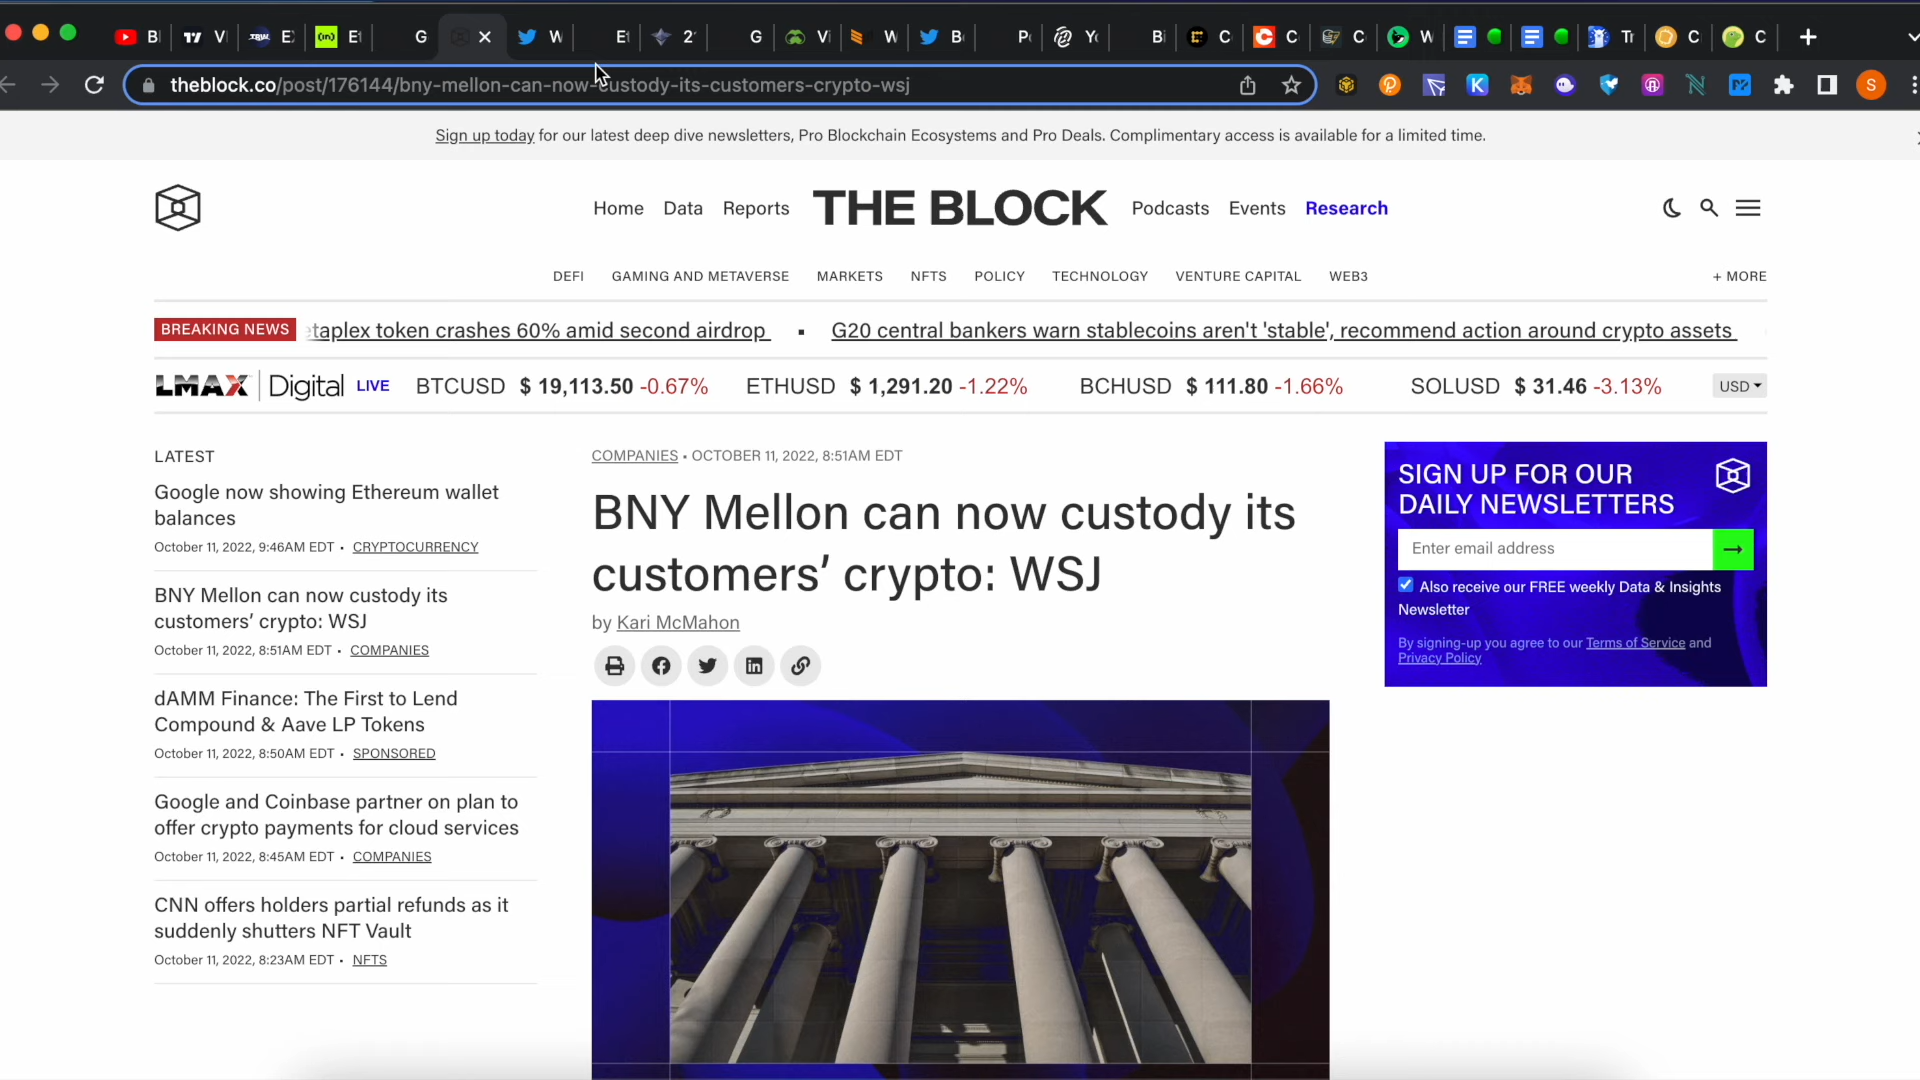 Bl
V
E
Et
G
W
Et
2
G
V
W
B
P
Y
Bi
C
C
C
W
Tr
C
C
theblock.co/post/176144/bny-mellon-can-now-custody-its-customers-crypto-wsj
S
Sign up today for our latest deep dive newsletters, Pro Blockchain Ecosystems and Pro Deals. Complimentary access is available for a limited time.
Home Data Reports THE BLOCK Podcasts Events Research
DEFI GAMING AND METAVERSE MARKETS NFTS POLICY TECHNOLOGY VENTURE CAPITAL WEB3 + MORE
BREAKING NEWS etaplex token crashes 60% amid second airdrop ▪ G20 central bankers warn stablecoins aren't 'stable', recommend action around crypto assets
LMAX Digital LIVE BTCUSD $ 19,113.50 -0.67% ETHUSD $ 1,291.20 -1.22% BCHUSD $ 111.80 -1.66% SOLUSD $ 31.46 -3.13% USD
LATEST
Google now showing Ethereum wallet
balances
October 11, 2022, 9:46AM EDT • CRYPTOCURRENCY
BNY Mellon can now custody its
customers’ crypto: WSJ
October 11, 2022, 8:51AM EDT • COMPANIES
dAMM Finance: The First to Lend
Compound & Aave LP Tokens
October 11, 2022, 8:50AM EDT • SPONSORED
Google and Coinbase partner on plan to
offer crypto payments for cloud services
October 11, 2022, 8:45AM EDT • COMPANIES
CNN offers holders partial refunds as it
suddenly shutters NFT Vault
October 11, 2022, 8:23AM EDT • NFTS
COMPANIES • OCTOBER 11, 2022, 8:51AM EDT
BNY Mellon can now custody its
customers’ crypto: WSJ
by Kari McMahon
SIGN UP FOR OUR
DAILY NEWSLETTERS
Enter email address
Also receive our FREE weekly Data & Insights
Newsletter
By signing-up you agree to our Terms of Service and
Privacy Policy